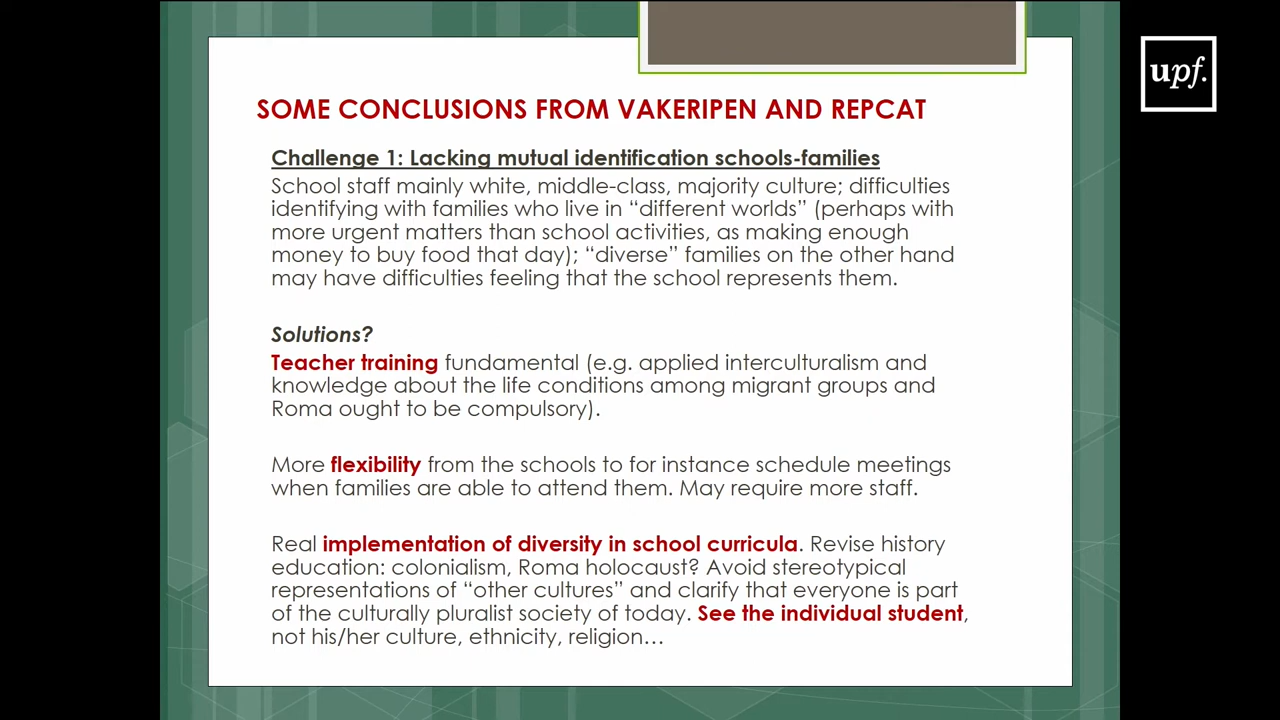 upf.
SOME CONCLUSIONS FROM VAKERIPEN AND REPCAT
Challenge 1: Lacking mutual identification schools-families
School staff mainly white, middle-class, majority culture; difficulties
identifying with families who live in “different worlds” (perhaps with
more urgent matters than school activities, as making enough
money to buy food that day); “diverse” families on the other hand
may have difficulties feeling that the school represents them.
Solutions?
Teacher training fundamental (e.g. applied interculturalism and
knowledge about the life conditions among migrant groups and
Roma ought to be compulsory).
More flexibility from the schools to for instance schedule meetings
when families are able to attend them. May require more staff.
Real implementation of diversity in school curricula. Revise history
education: colonialism, Roma holocaust? Avoid stereotypical
representations of “other cultures” and clarify that everyone is part
of the culturally pluralist society of today. See the individual student,
not his/her culture, ethnicity, religion…